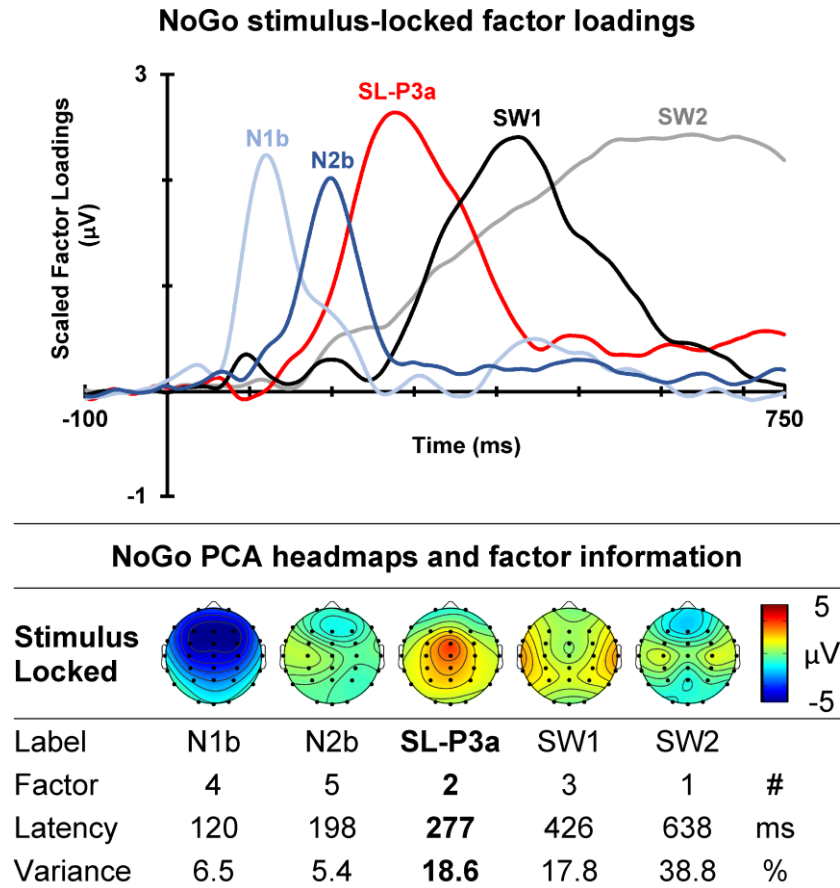 NoGo stimulus-locked factor loadings
3
SL-P3a
SW1
SW2
N1b
N2b
Scaled Factor Loadings
(μV)
-100
750
Time (ms)
-1
NoGo PCA headmaps and factor information
Stimulus
Locked
5
μV
-5
Label N1b N2b SL-P3a SW1 SW2
Factor 4 5 2 3 1 #
Latency 120 198 277 426 638 ms
Variance 6.5 5.4 18.6 17.8 38.8 %